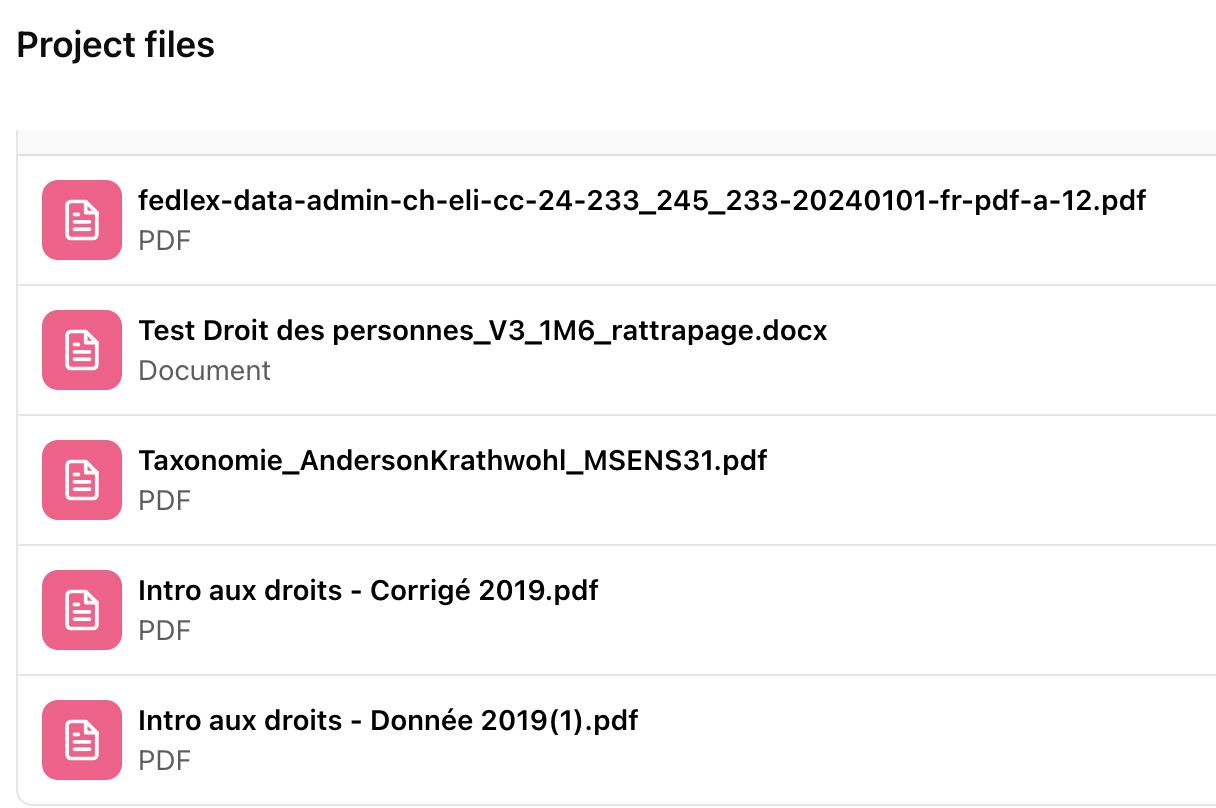 Project files
fedlex-data-admin-ch-eli-cc-24-233_245_233-20240101-fr-pdf-a-12.pdf
PDF
Test Droit des personnes_V3_1M6_rattrapage.docx
Document
Taxonomie_AndersonKrathwohl_MSENS31.pdf
PDF
Intro aux droits - Corrigé 2019.pdf
PDF
Intro aux droits - Donnée 2019(1).pdf
PDF